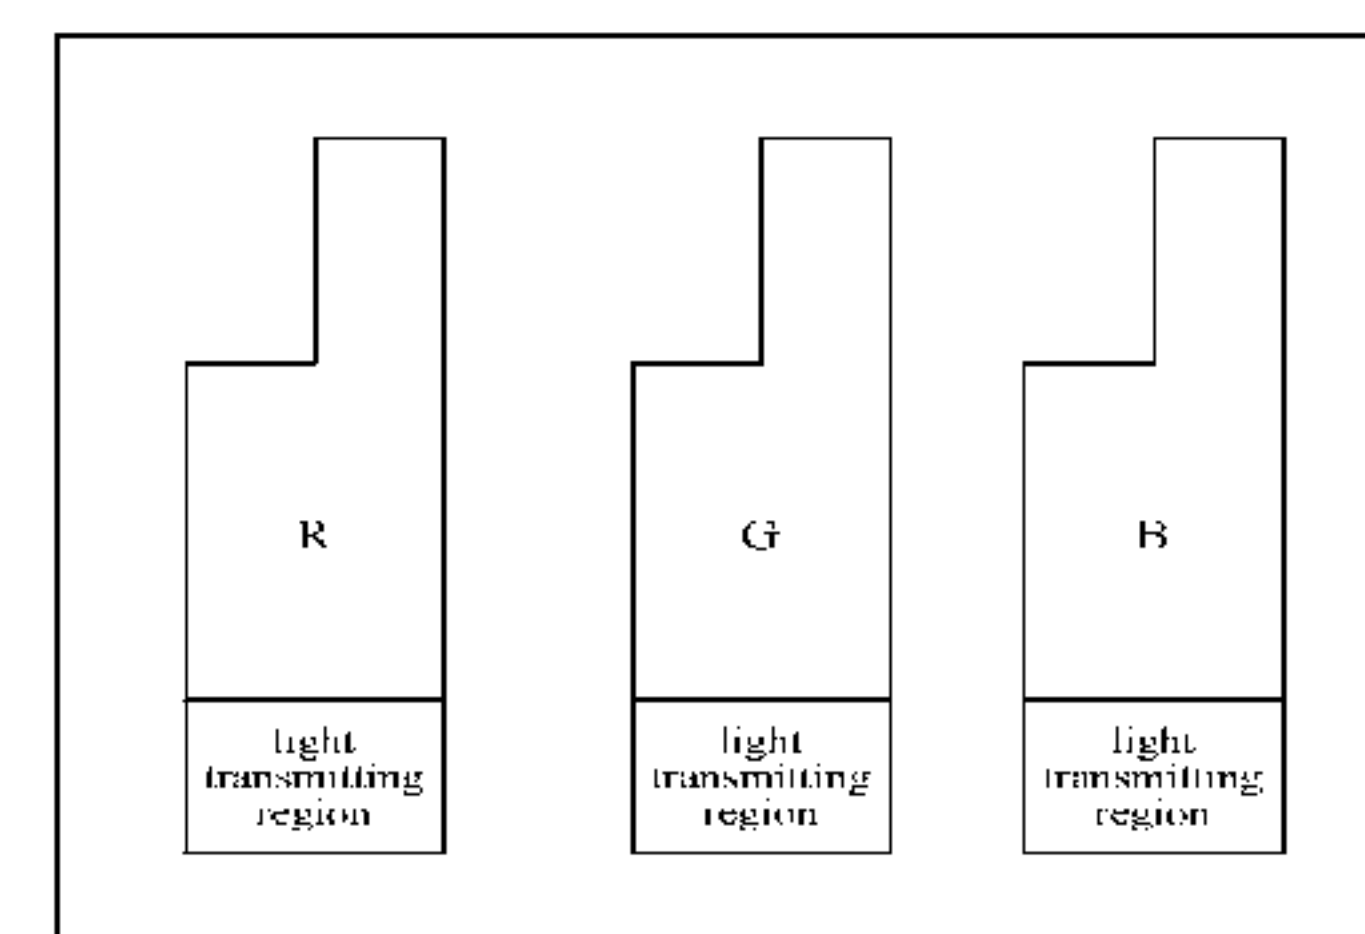 R
G
B
light
transmitting
region
light
transmitting
region
light
transmitting
region